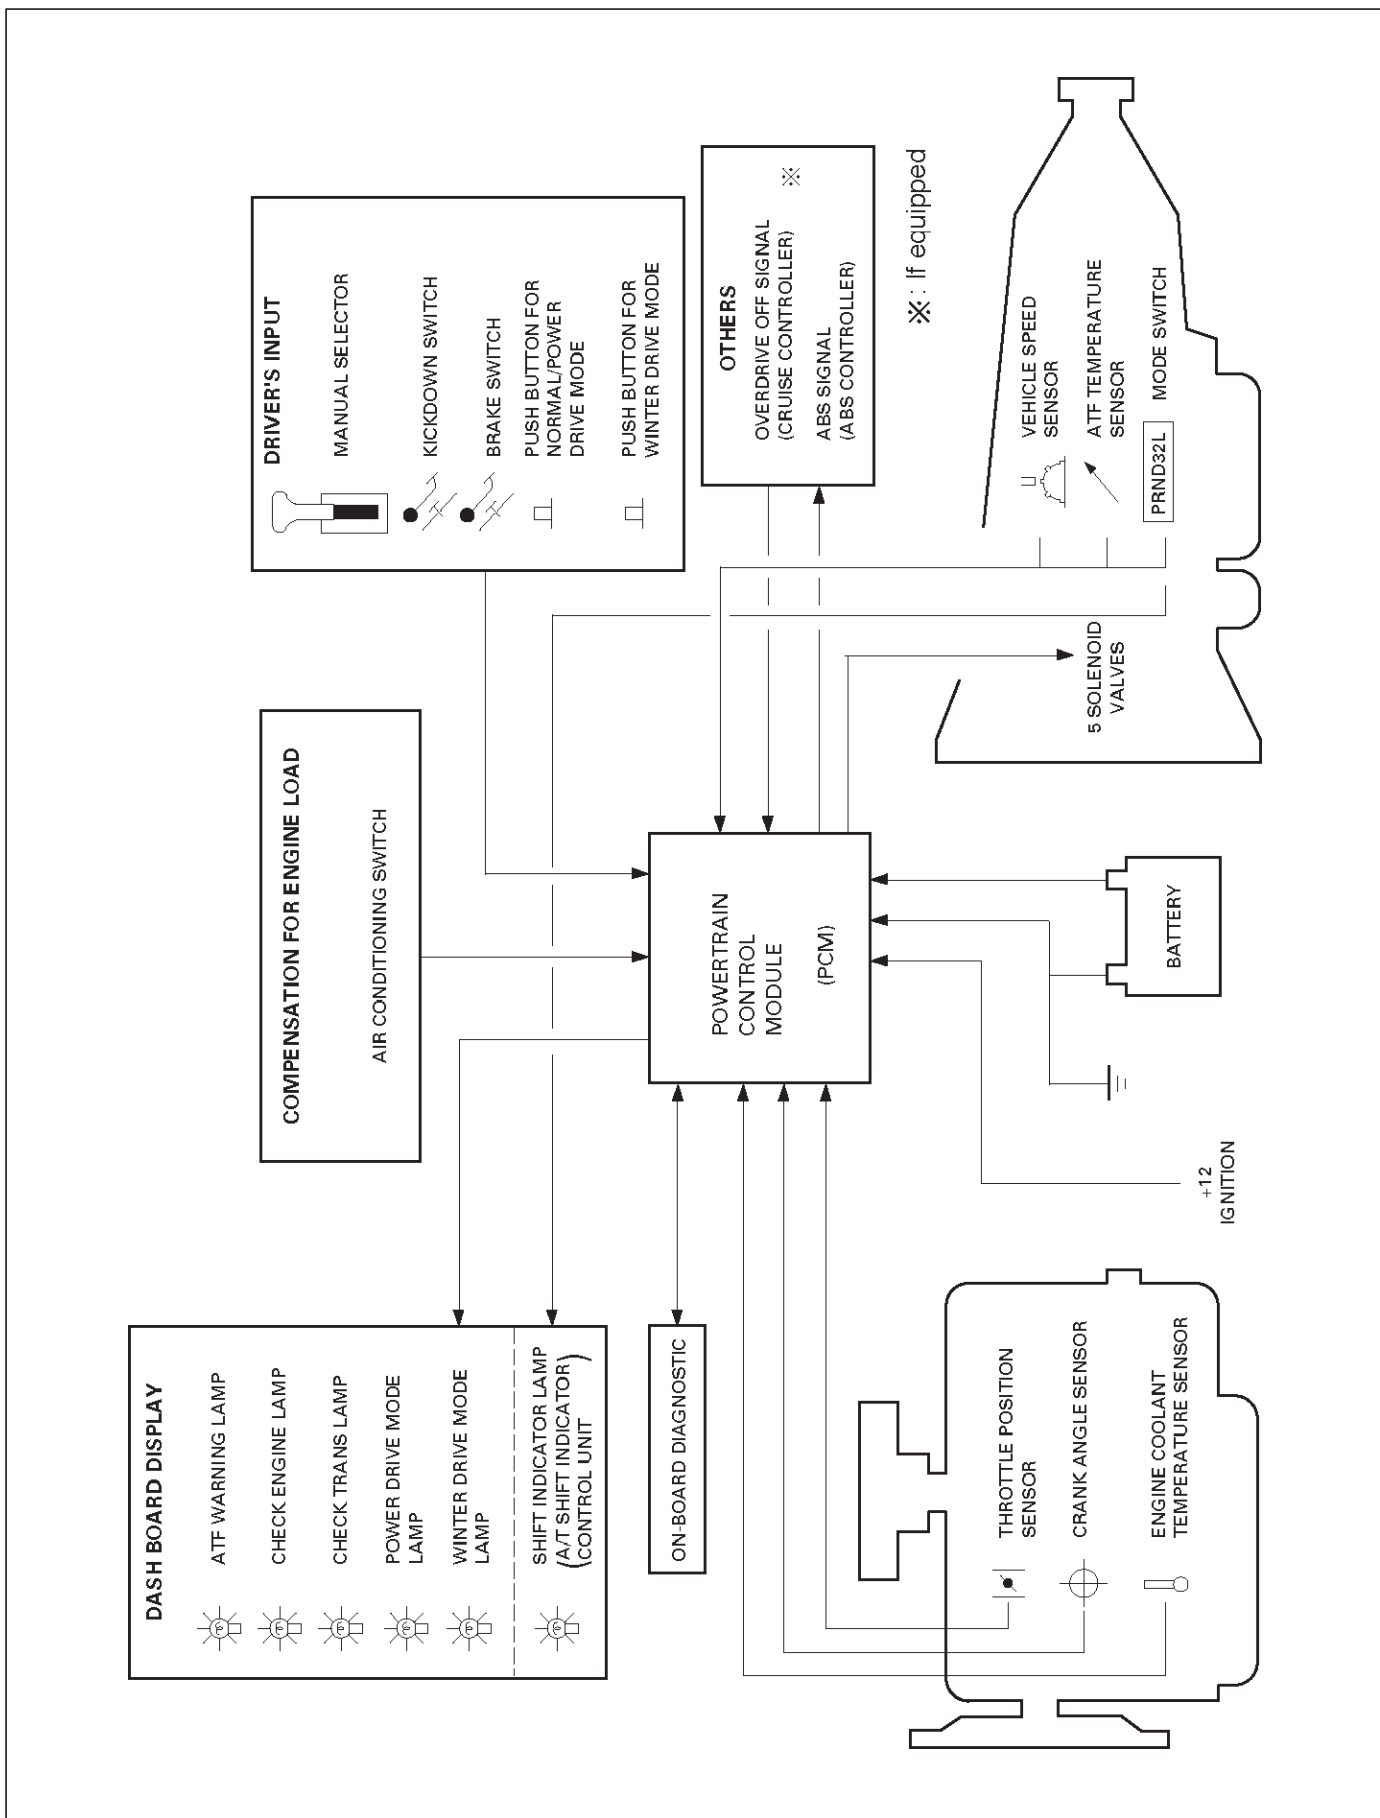 DASH BOARD DISPLAY
ATF WARNING LAMP
CHECK ENGINE LAMP
CHECK TRANS LAMP
POWER DRIVE MODE
LAMP
WINTER DRIVE MODE
LAMP
SHIFT INDICATOR LAMP
(A/T SHIFT INDICATOR
CONTROL UNIT)
COMPENSATION FOR ENGINE LOAD
AIR CONDITIONING SWITCH
DRIVER'S INPUT
MANUAL SELECTOR
KICKDOWN SWITCH
BRAKE SWITCH
PUSH BUTTON FOR
NORMAL/POWER
DRIVE MODE
PUSH BUTTON FOR
WINTER DRIVE MODE
ON-BOARD DIAGNOSTIC
POWERTRAIN
CONTROL
MODULE
(PCM)
OTHERS
OVERDRIVE OFF SIGNAL
(CRUISE CONTROLLER) ※
ABS SIGNAL
(ABS CONTROLLER)
※ : If equipped
THROTTLE POSITION
SENSOR
CRANK ANGLE SENSOR
ENGINE COOLANT
TEMPERATURE SENSOR
+12
IGNITION
BATTERY
5 SOLENOID
VALVES
VEHICLE SPEED
SENSOR
ATF TEMPERATURE
SENSOR
PRND32L MODE SWITCH